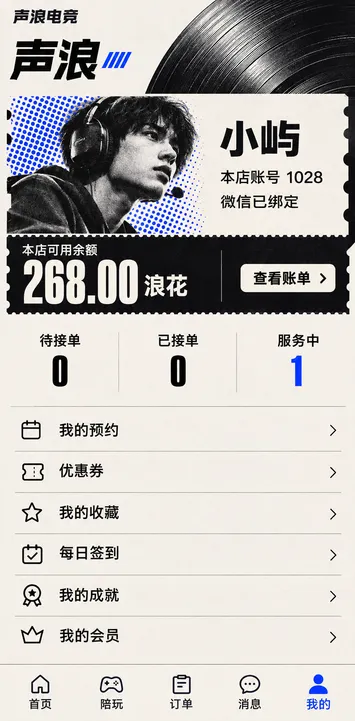 声浪电竞
声浪
小屿
本店账号 1028
微信已绑定
本店可用余额
268.00 浪花
查看账单
待接单
0
已接单
0
服务中
1
我的预约
优惠券
我的收藏
每日签到
我的成就
我的会员
首页
陪玩
订单
消息
我的